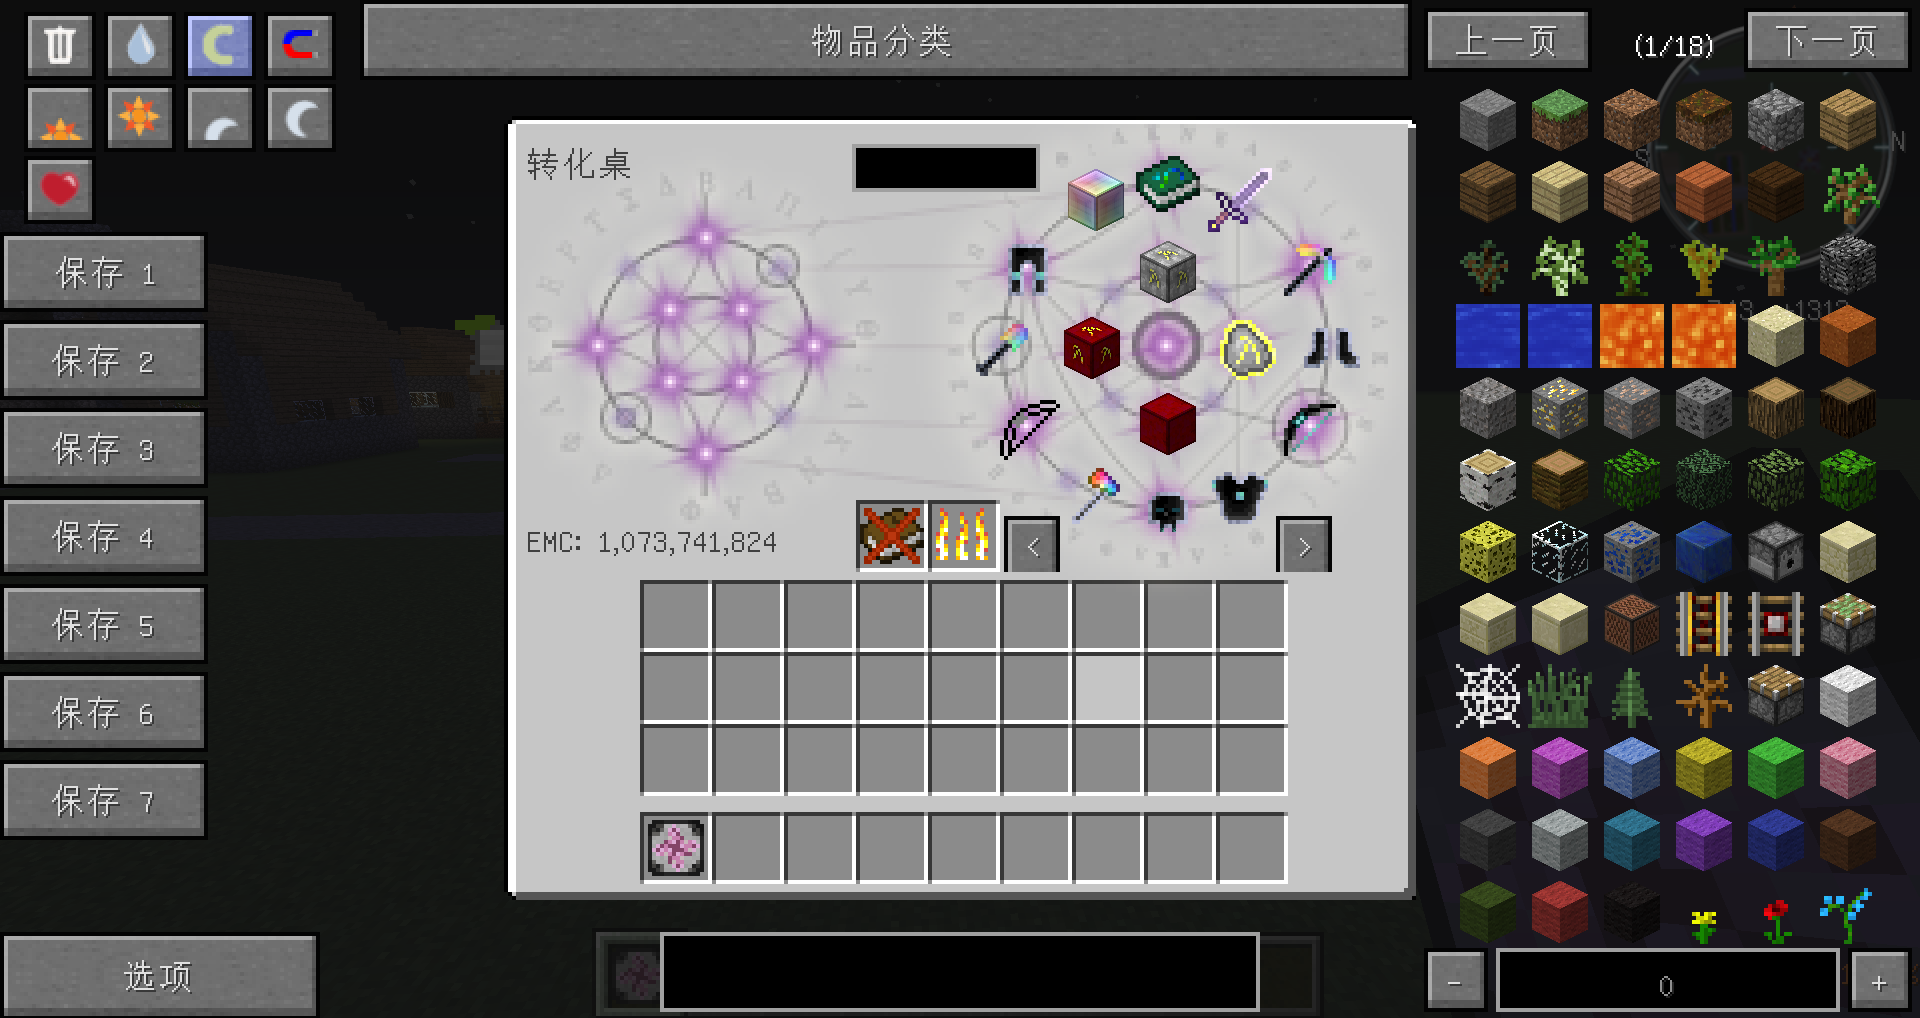 物品分类
上一页
(1/18)
下一页
转化桌
保存 1
保存 2
保存 3
保存 4
保存 5
保存 6
保存 7
EMC: 1,073,741,824
<
>
选项
-
0
+
N
S